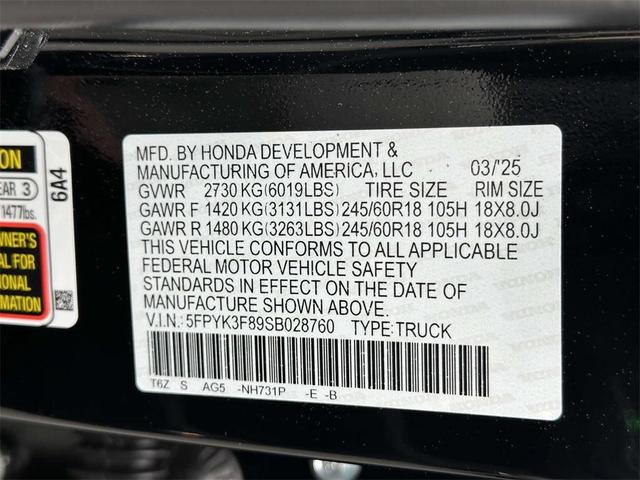 MFD. BY HONDA DEVELOPMENT &
MANUFACTURING OF AMERICA, LLC 03/'25
GVWR 2730 KG(6019LBS) TIRE SIZE RIM SIZE
GAWR F 1420 KG(3131LBS) 245/60R18 105H 18X8.0J
GAWR R 1480 KG(3263LBS) 245/60R18 105H 18X8.0J
THIS VEHICLE CONFORMS TO ALL APPLICABLE
FEDERAL MOTOR VEHICLE SAFETY
STANDARDS IN EFFECT ON THE DATE OF
MANUFACTURE SHOWN ABOVE.
V.I.N.: 5FPYK3F89SB028760 TYPE:TRUCK
T6Z S AG5 -NH731P -E -B
ON
EAR 3
1477lbs.
WNER'S
AL FOR
IONAL
MATION
6A4